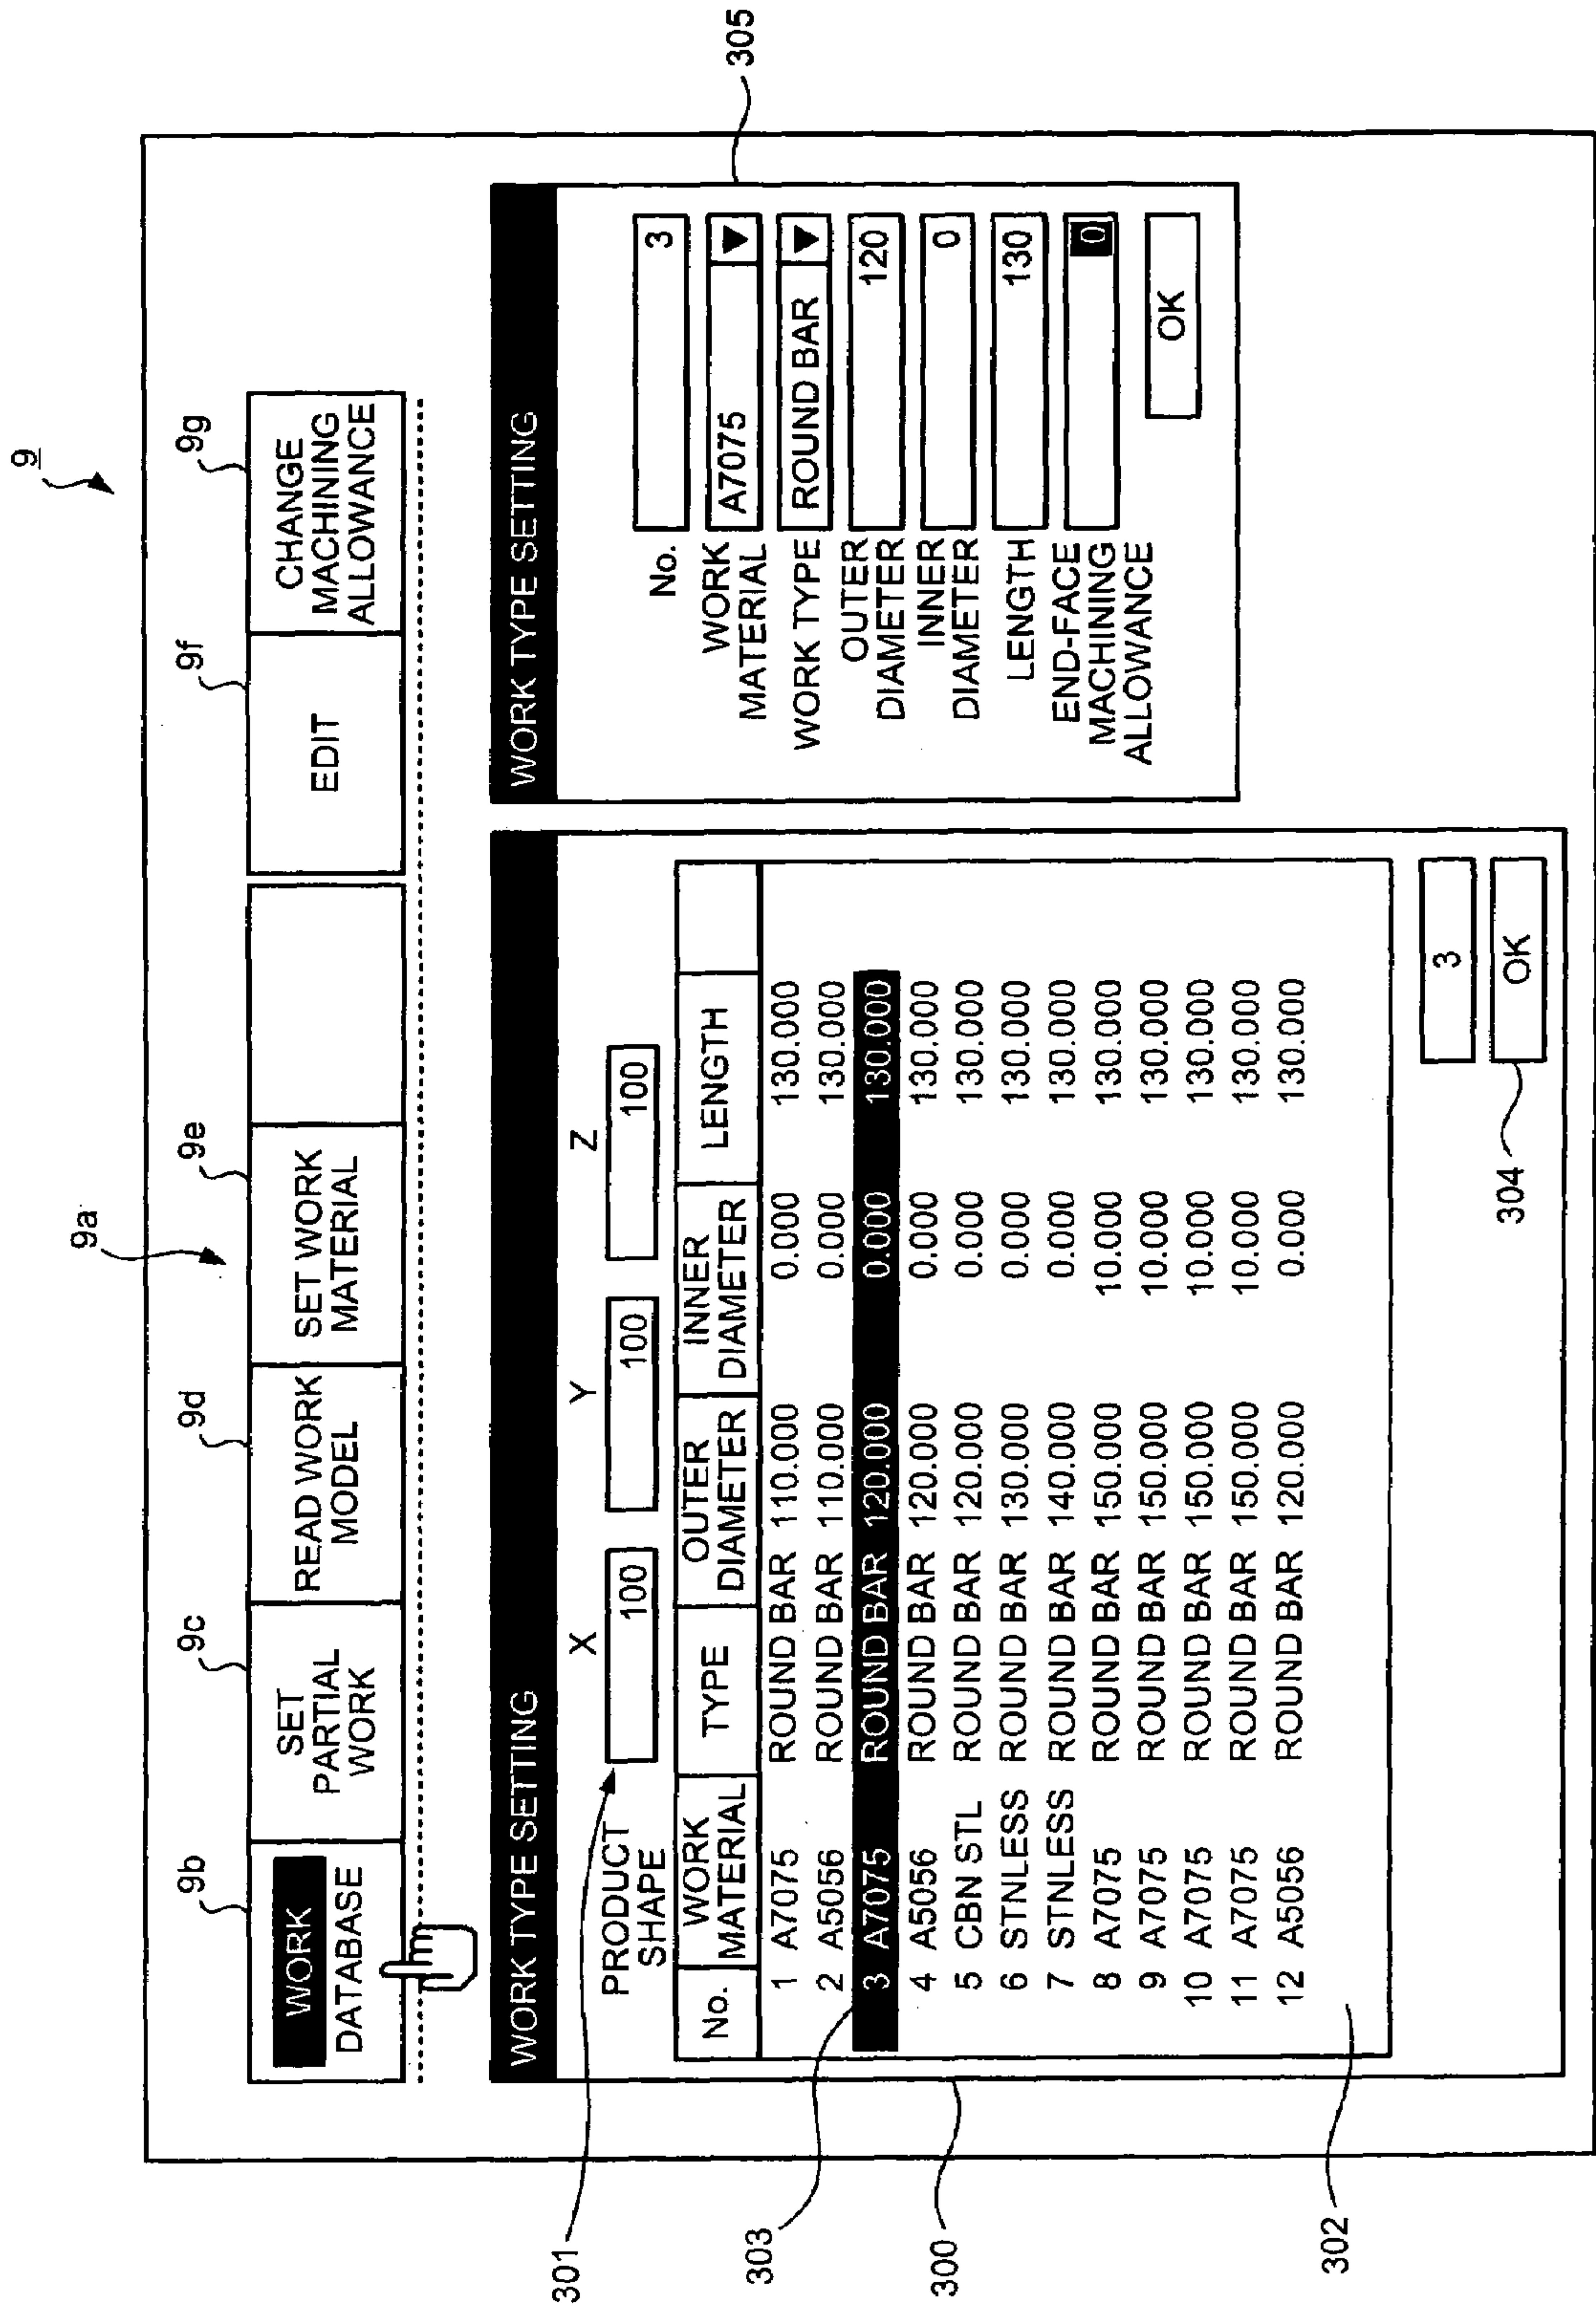 9
9a
9b
9c
9d
9e
9f
9g
WORK
DATABASE
SET
PARTIAL
WORK
READ WORK
MODEL
SET WORK
MATERIAL
EDIT
CHANGE
MACHINING
ALLOWANCE
WORK TYPE SETTING
301
PRODUCT
SHAPE
X Y Z
100 100 100
No. WORK MATERIAL TYPE OUTER DIAMETER INNER DIAMETER LENGTH
1 A7075 ROUND BAR 110.000 0.000 130.000
2 A5056 ROUND BAR 110.000 0.000 130.000
3 A7075 ROUND BAR 120.000 0.000 130.000
4 A5056 ROUND BAR 120.000 0.000 130.000
5 CBN STL ROUND BAR 120.000 0.000 130.000
6 STNLESS ROUND BAR 130.000 0.000 130.000
7 STNLESS ROUND BAR 140.000 0.000 130.000
8 A7075 ROUND BAR 150.000 10.000 130.000
9 A7075 ROUND BAR 150.000 10.000 130.000
10 A7075 ROUND BAR 150.000 10.000 130.000
11 A7075 ROUND BAR 150.000 10.000 130.000
12 A5056 ROUND BAR 120.000 0.000 130.000
303
300
302
3
OK
304
WORK TYPE SETTING
305
No. 3
WORK
MATERIAL A7075 ▼
WORK TYPE ROUND BAR ▼
OUTER
DIAMETER 120
INNER
DIAMETER 0
LENGTH 130
END-FACE
MACHINING
ALLOWANCE 0
OK